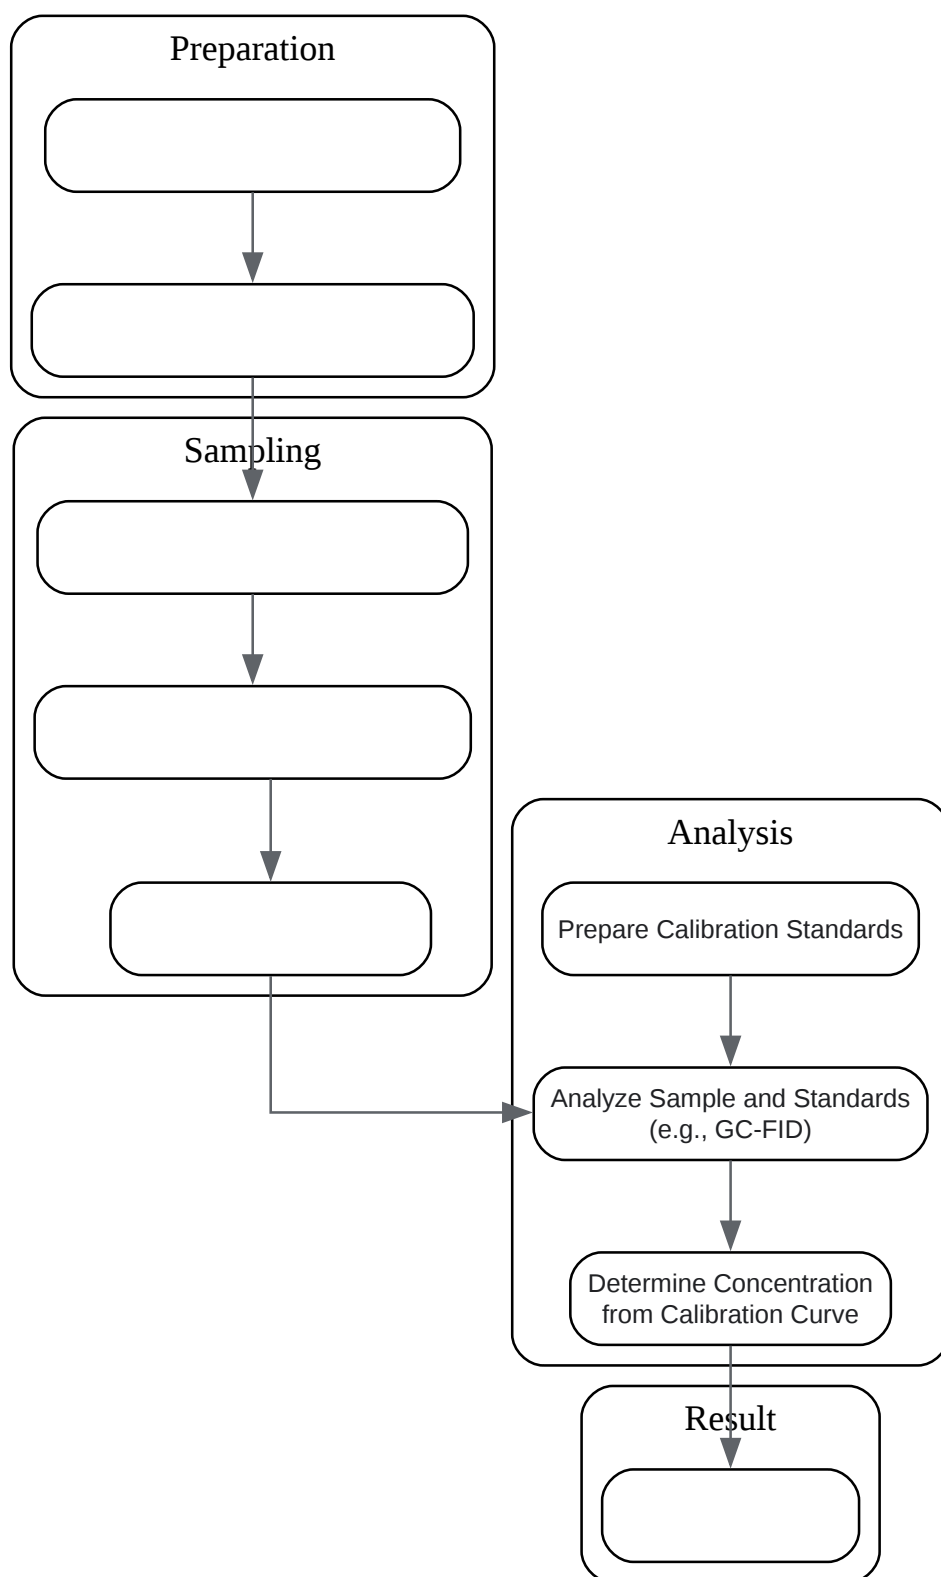 Preparation
Sampling
Analysis
Prepare Calibration Standards
Analyze Sample and Standards
(e.g., GC-FID)
Determine Concentration
from Calibration Curve
Result